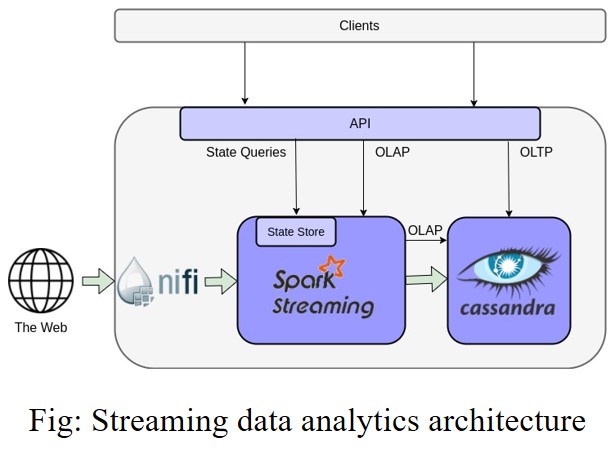 Clients
API
State Queries
OLAP
OLTP
State Store
OLAP
Spark
Streaming
cassandra
nifi
The Web
Fig: Streaming data analytics architecture